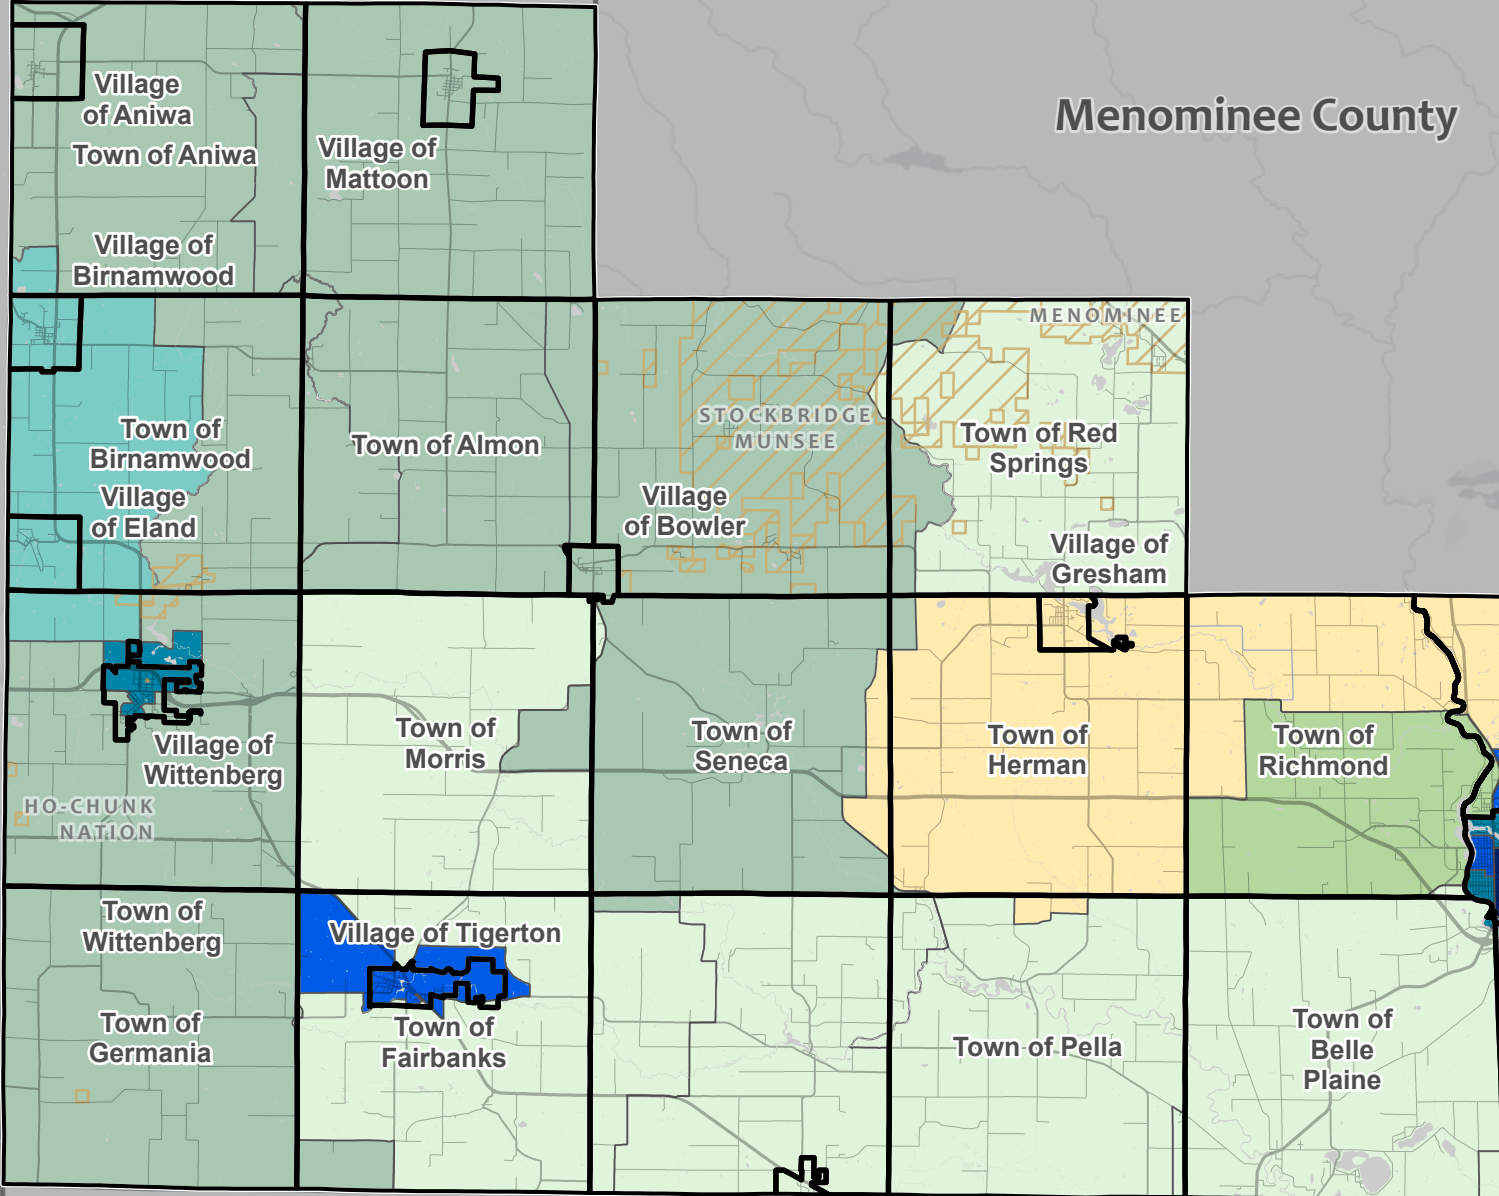 Village
of Aniwa
Town of Aniwa
Village of
Mattoon
Menominee County
Village of
Birnamwood
MENOMINEE
Town of
Birnamwood
Village
of Eland
Town of Almon
STOCKBRIDGE
MUNSEE
Village
of Bowler
Town of Red
Springs
Village of
Gresham
Village of
Wittenberg
HO-CHUNK
NATION
Town of
Morris
Town of
Seneca
Town of
Herman
Town of
Richmond
Town of
Wittenberg
Village of Tigerton
Town of
Germania
Town of
Fairbanks
Town of Pella
Town of
Belle
Plaine